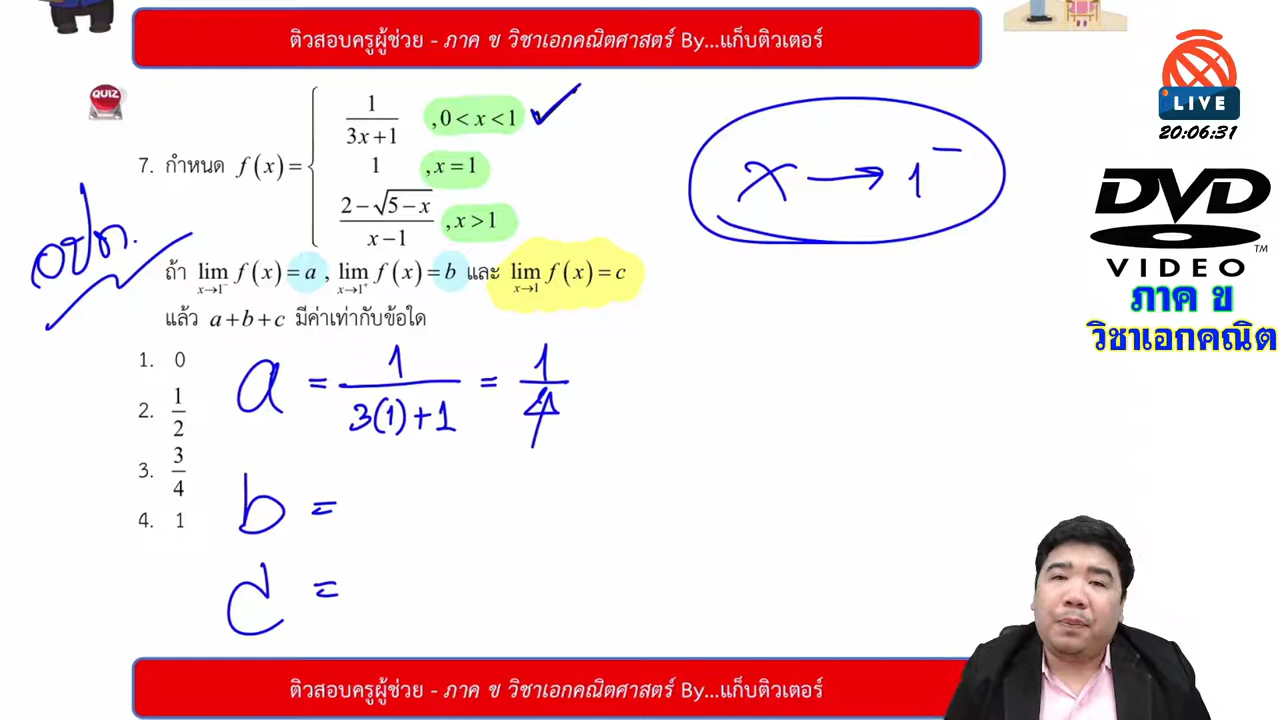 ติวสอบครูผู้ช่วย - ภาค ข วิชาเอกคณิตศาสตร์ By...แก็บติวเตอร์
QUIZ
LIVE
20:06:31
DVD
VIDEO
TM
ภาค ข
วิชาเอกคณิต
7. กำหนด f(x) = { 1/(3x+1) , 0 < x < 1
1 , x = 1
(2-√(5-x))/(x-1) , x > 1
x → 1⁻
ถ้า lim x→1⁻ f(x) = a , lim x→1⁺ f(x) = b และ lim x→1 f(x) = c
แล้ว a+b+c มีค่าเท่ากับข้อใด
1. 0
2. 1/2
3. 3/4
4. 1
a = 1/(3(1)+1) = 1/4
b =
c =
ติวสอบครูผู้ช่วย - ภาค ข วิชาเอกคณิตศาสตร์ By...แก็บติวเตอร์